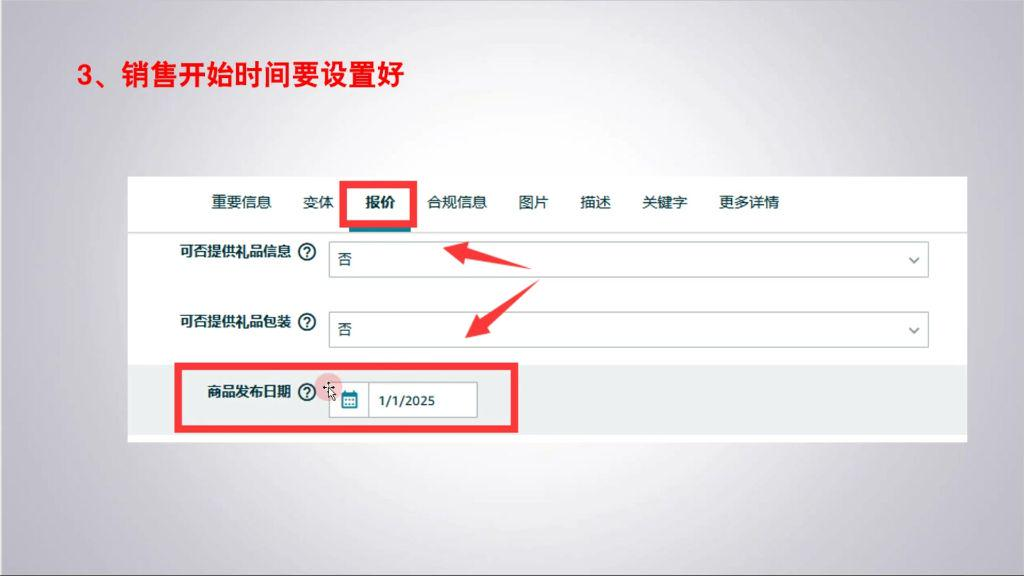 3、销售开始时间要设置好
重要信息 变体 报价 合规信息 图片 描述 关键字 更多详情
可否提供礼品信息 ? 否
可否提供礼品包装 ? 否
商品发布日期 ? 1/1/2025